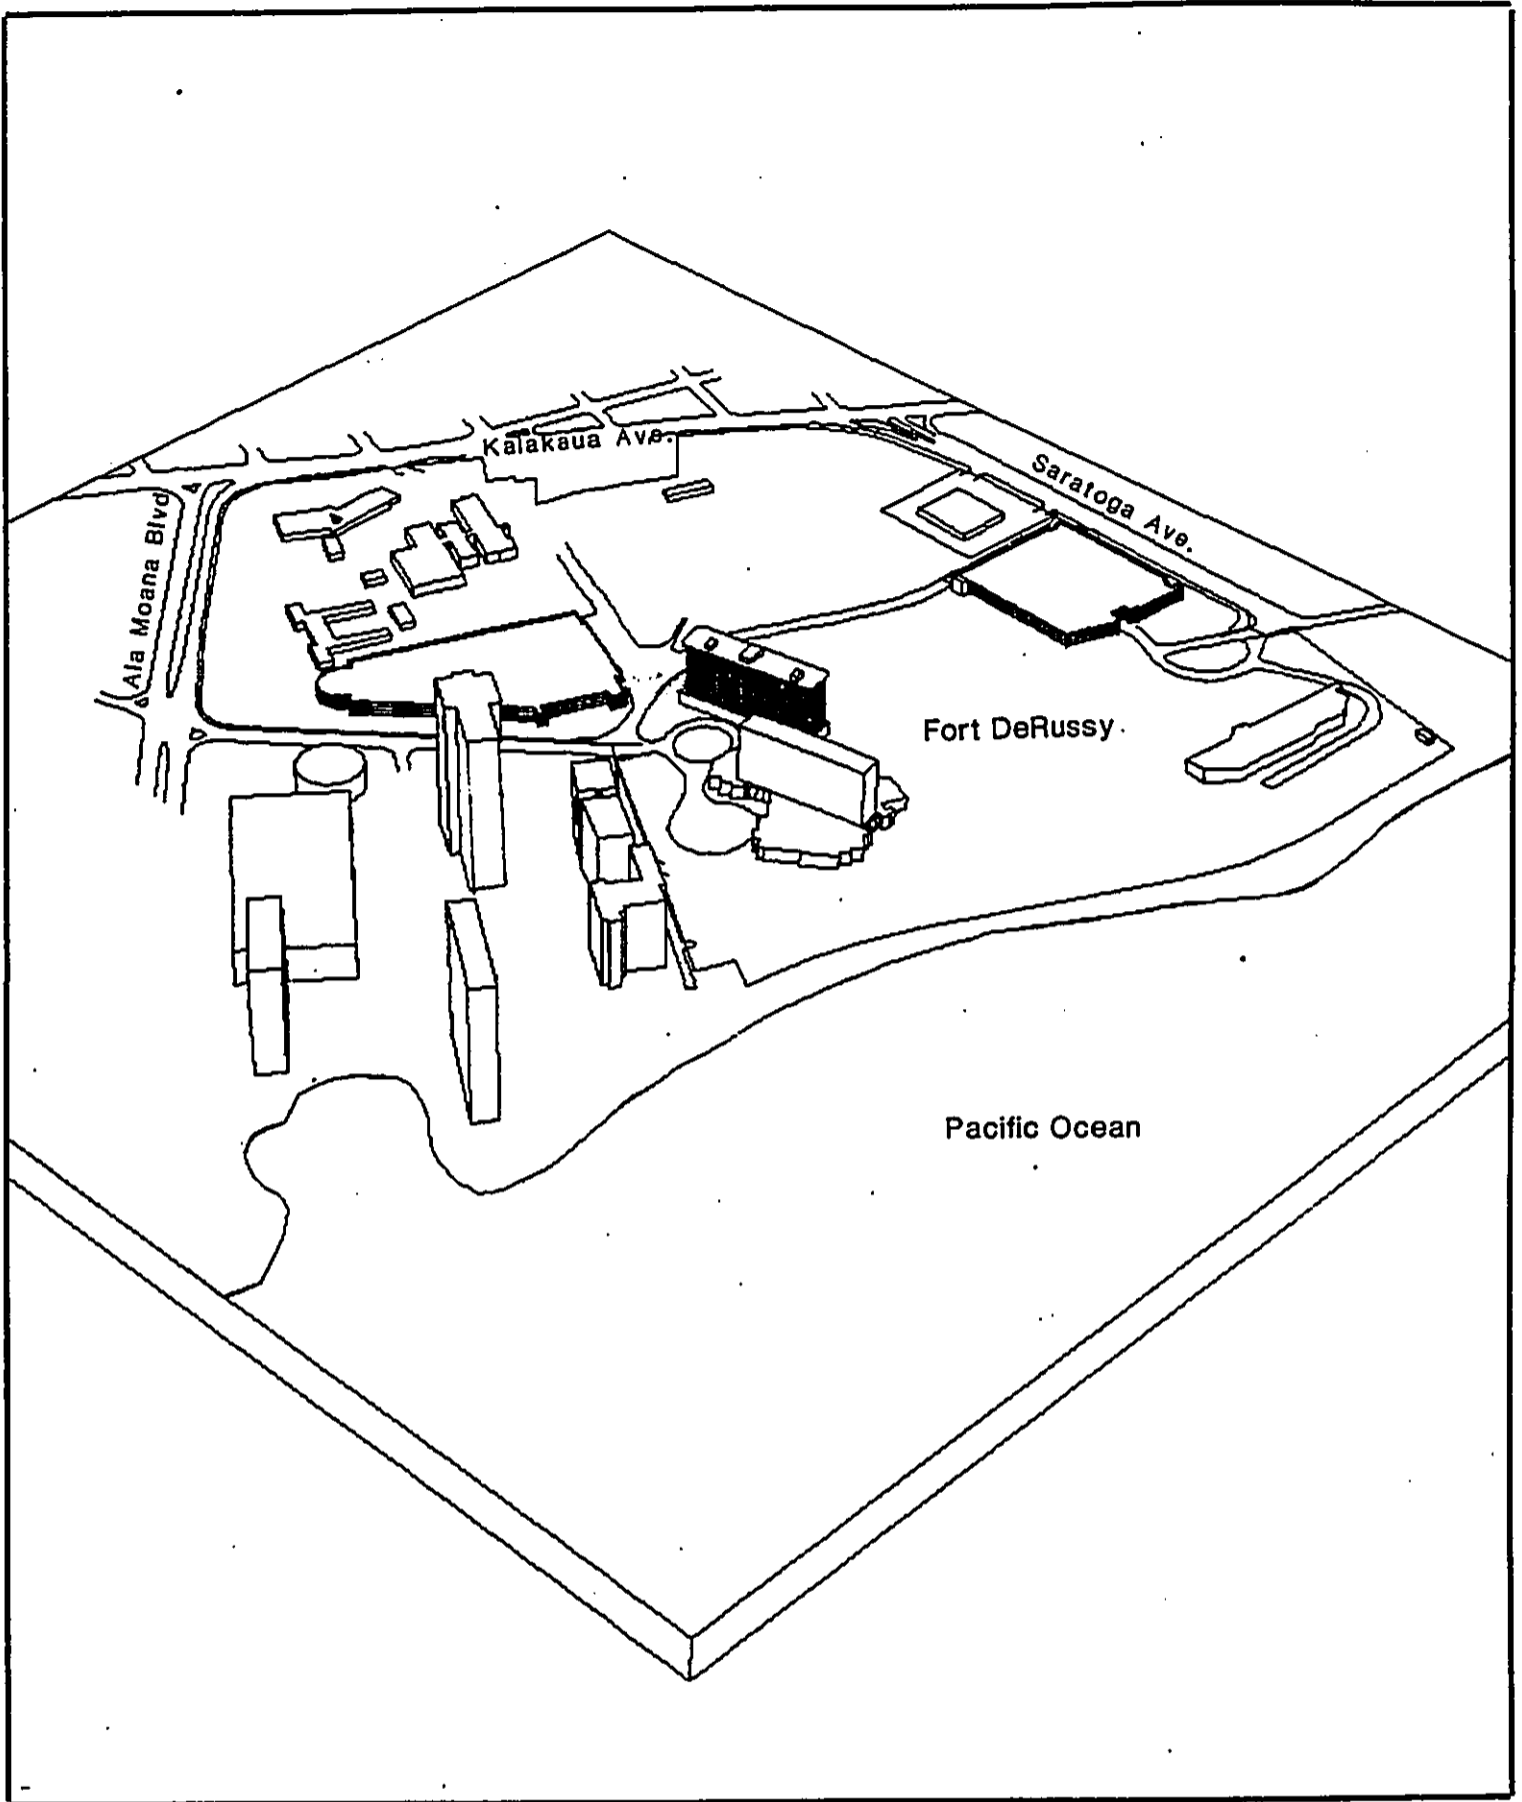 Kalakaua Ave.
Saratoga Ave.
Ala Moana Blvd
Fort DeRussy
Pacific Ocean